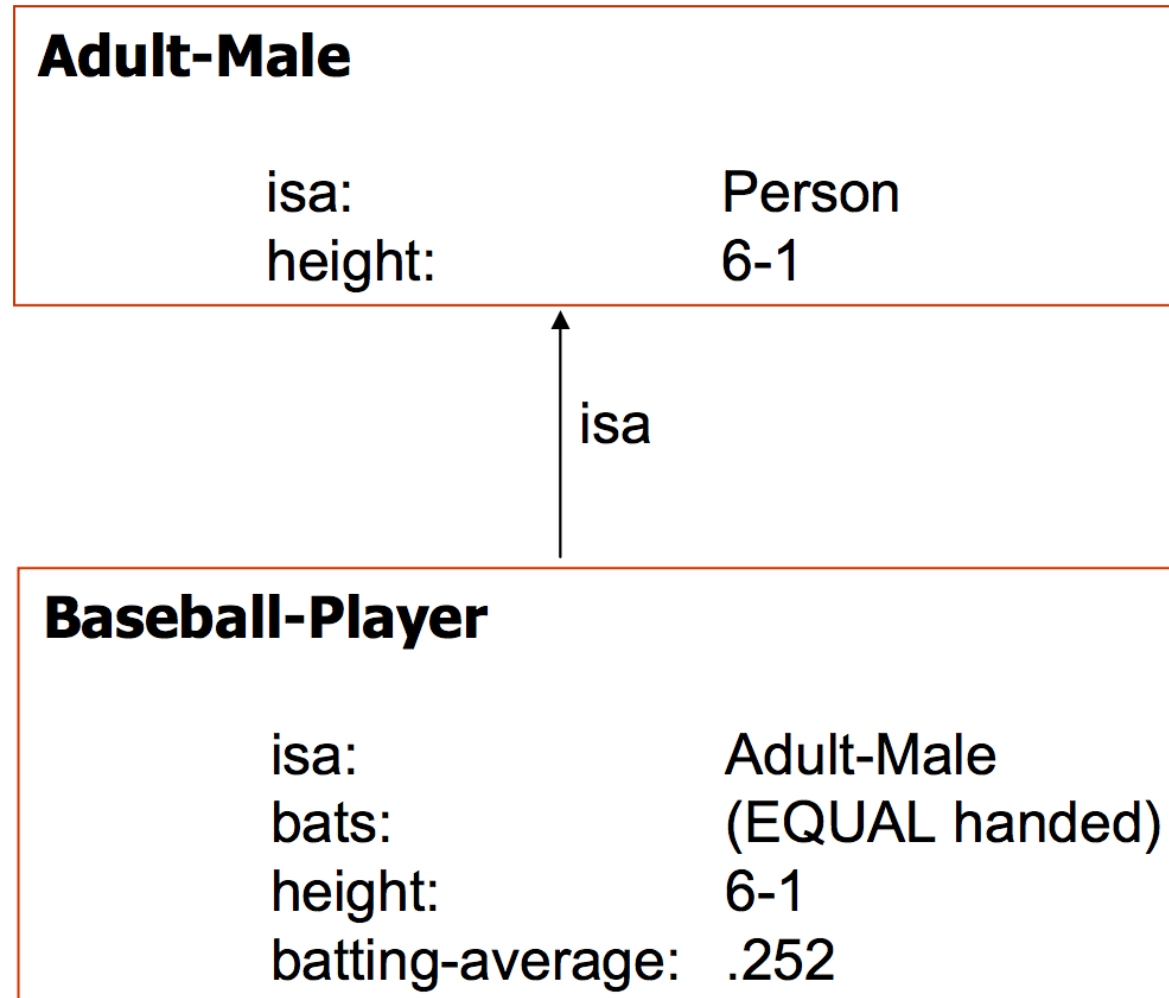 Adult-Male
isa: Person
height: 6-1
isa
Baseball-Player
isa: Adult-Male
bats: (EQUAL handed)
height: 6-1
batting-average: .252